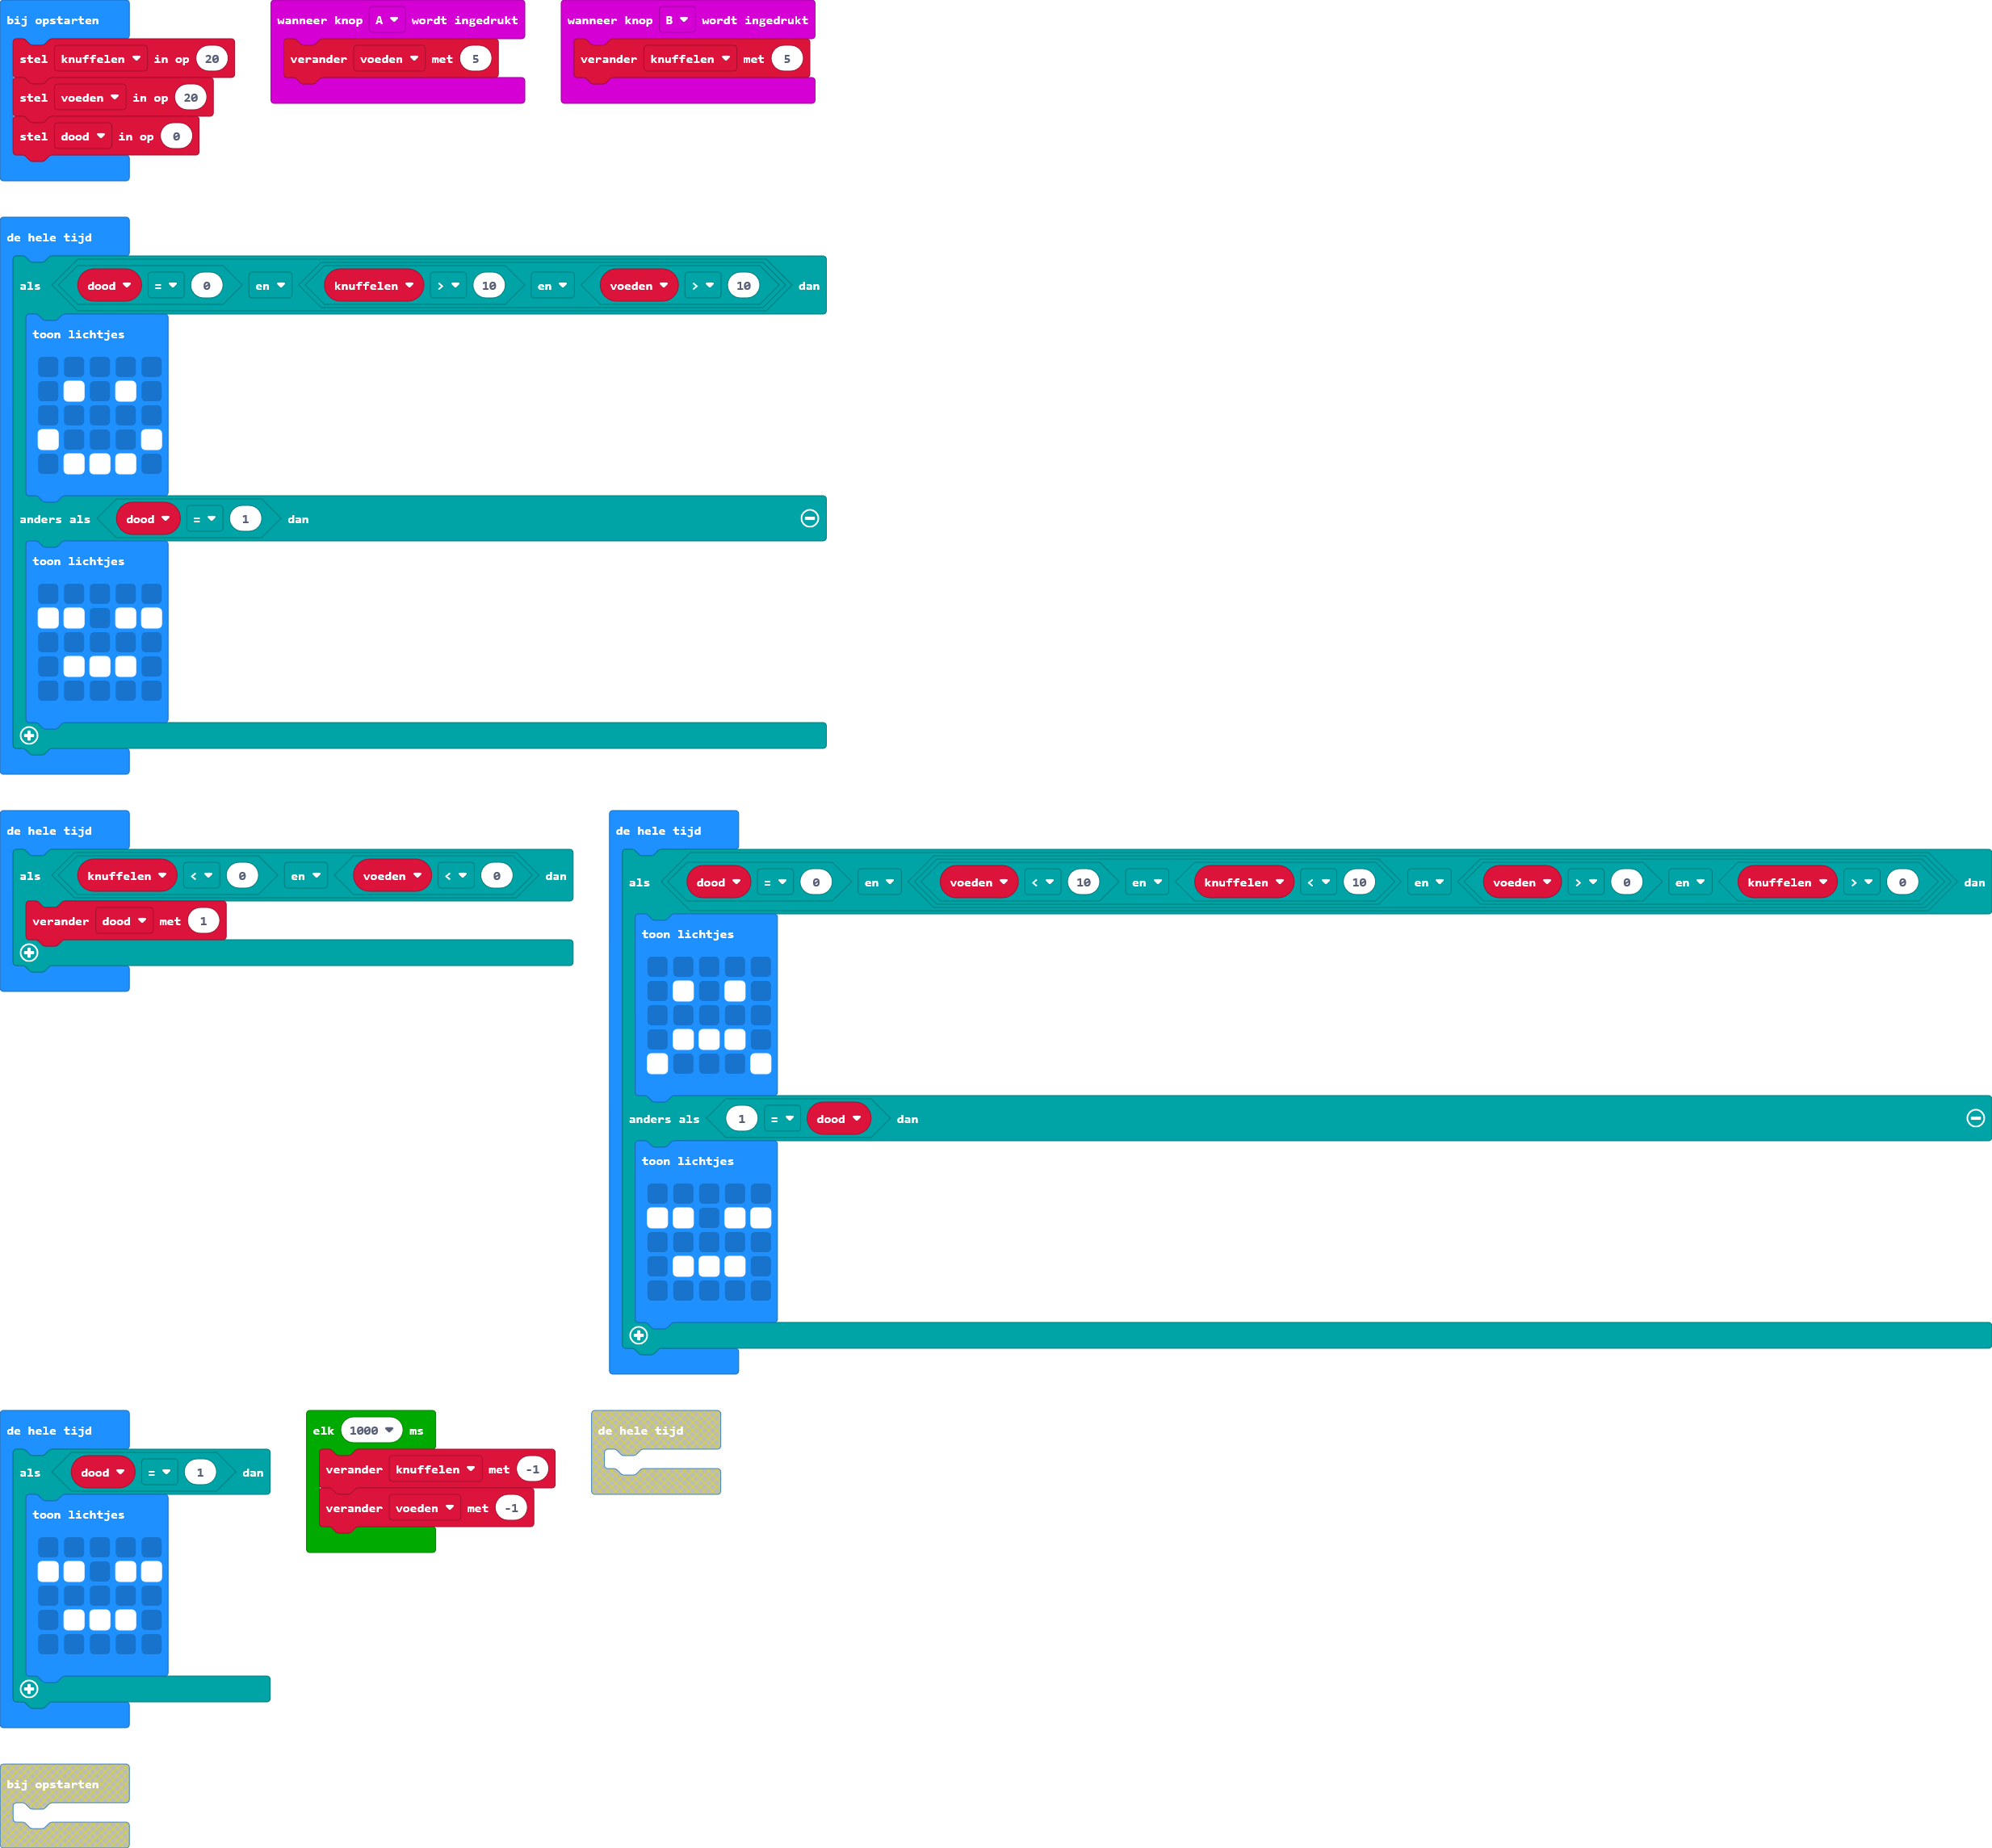 bij opstarten
stel knuffelen in op 20
stel voeden in op 20
stel dood in op 0
wanneer knop A wordt ingedrukt
verander voeden met 5
wanneer knop B wordt ingedrukt
verander knuffelen met 5
de hele tijd
als dood = 0 en knuffelen > 10 en voeden > 10 dan
toon lichtjes
anders als dood = 1 dan
toon lichtjes
de hele tijd
als knuffelen < 0 en voeden < 0 dan
verander dood met 1
de hele tijd
als dood = 0 en voeden < 10 en knuffelen < 10 en voeden > 0 en knuffelen > 0 dan
toon lichtjes
anders als 1 = dood dan
toon lichtjes
de hele tijd
als dood = 1 dan
toon lichtjes
elk 1000 ms
verander knuffelen met -1
verander voeden met -1
de hele tijd
bij opstarten